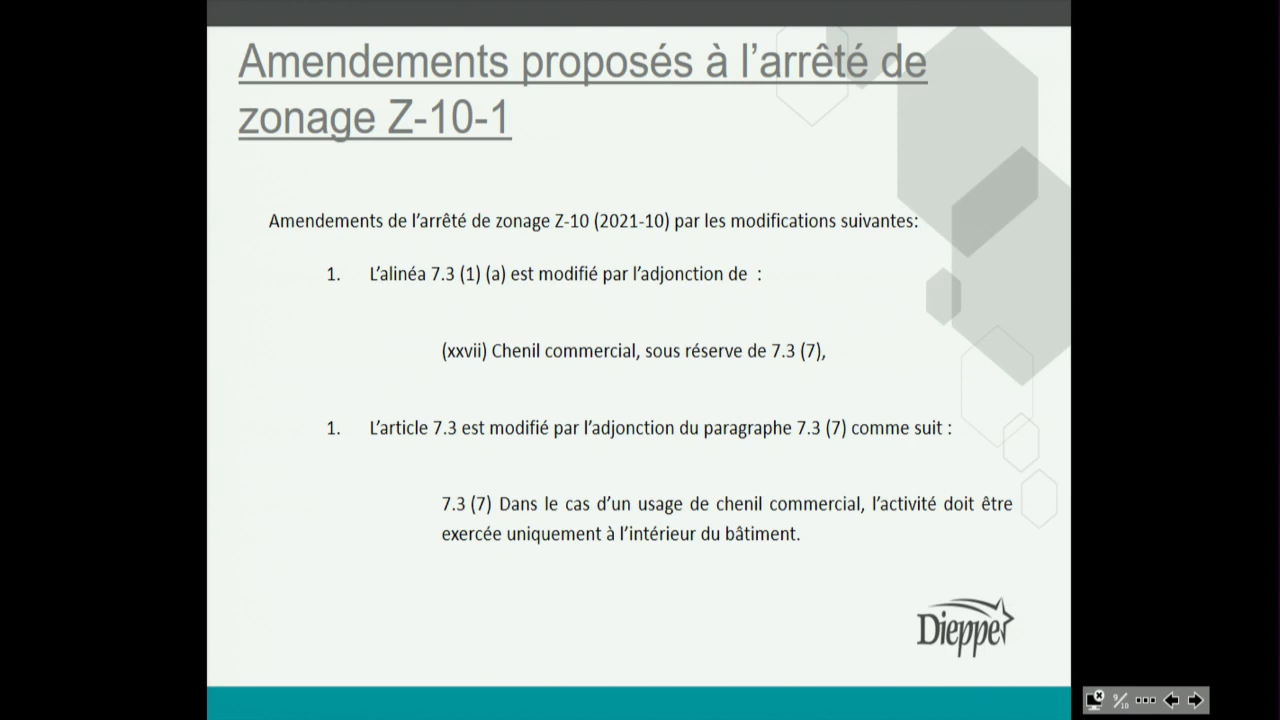 Amendements proposés à l’arrêté de
zonage Z-10-1
Amendements de l’arrêté de zonage Z-10 (2021-10) par les modifications suivantes:
1. L’alinéa 7.3 (1) (a) est modifié par l’adjonction de :
(xxvii) Chenil commercial, sous réserve de 7.3 (7),
1. L’article 7.3 est modifié par l’adjonction du paragraphe 7.3 (7) comme suit :
7.3 (7) Dans le cas d’un usage de chenil commercial, l’activité doit être
exercée uniquement à l’intérieur du bâtiment.
Dieppe
9/10